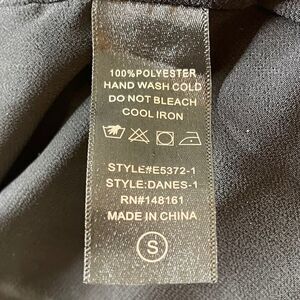 100%POLYESTER
HAND WASH COLD
DO NOT BLEACH
COOL IRON
STYLE#E5372-1
STYLE:DANES-1
RN#148161
MADE IN CHINA
S